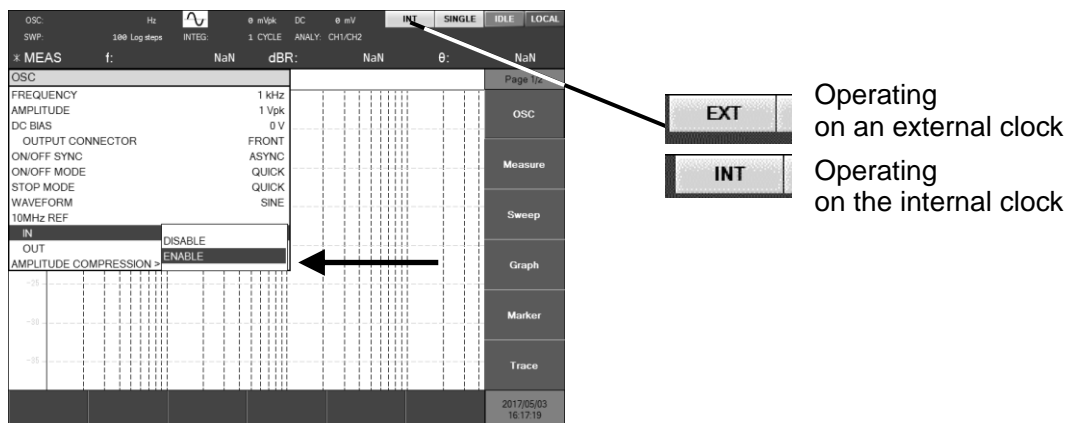 OSC: Hz 0 mVpk DC 0 mV INT SINGLE IDLE LOCAL
SWP: 100 Log steps INTEG: 1 CYCLE ANALY: CH1/CH2
* MEAS f: NaN dBR: NaN θ: NaN
OSC
FREQUENCY 1 kHz
AMPLITUDE 1 Vpk
DC BIAS 0 V
OUTPUT CONNECTOR FRONT
ON/OFF SYNC ASYNC
ON/OFF MODE QUICK
STOP MODE QUICK
WAVEFORM SINE
10MHz REF
IN
OUT
AMPLITUDE COMPRESSION >
DISABLE
ENABLE
-30
Page 1/2
OSC
Measure
Sweep
Graph
Marker
Trace
2017/05/03
16:17:19
EXT
Operating
on an external clock
INT
Operating
on the internal clock